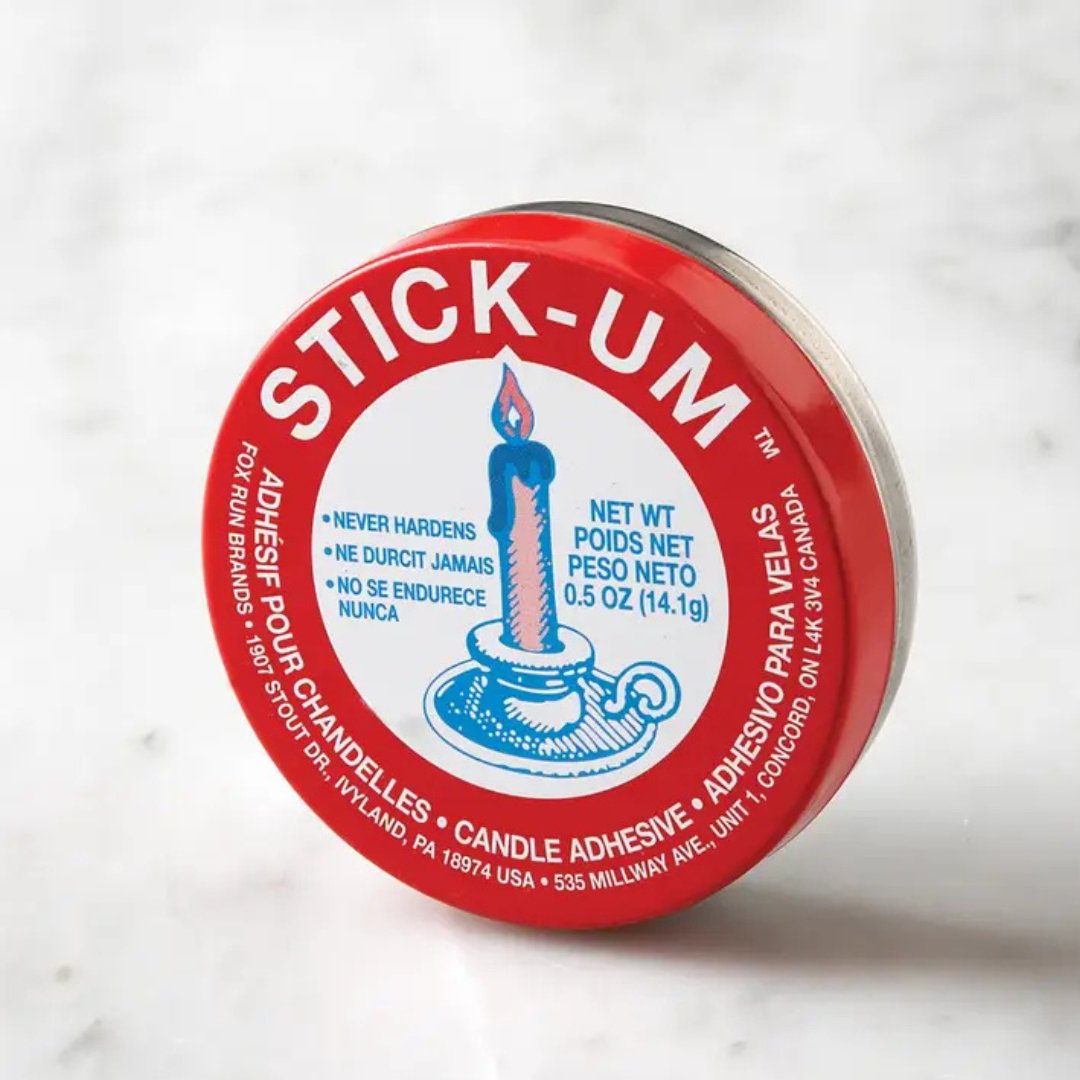 STICK-UM™
• NEVER HARDENS
• NE DURCIT JAMAIS
• NO SE ENDURECE
NUNCA
NET WT
POIDS NET
PESO NETO
0.5 OZ (14.1g)
ADHÉSIF POUR CHANDELLES • CANDLE ADHESIVE • ADHESIVO PARA VELAS
FOX RUN BRANDS • 1907 STOUT DR., IVYLAND, PA 18974 USA • 535 MILLWAY AVE., UNIT 1, CONCORD, ON L4K 3V4 CANADA